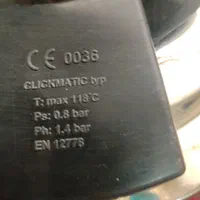 CE 0036
CLICKMATIC typ
T: max 118°C
Ps: 0.8 bar
Ph: 1.4 bar
EN 12778